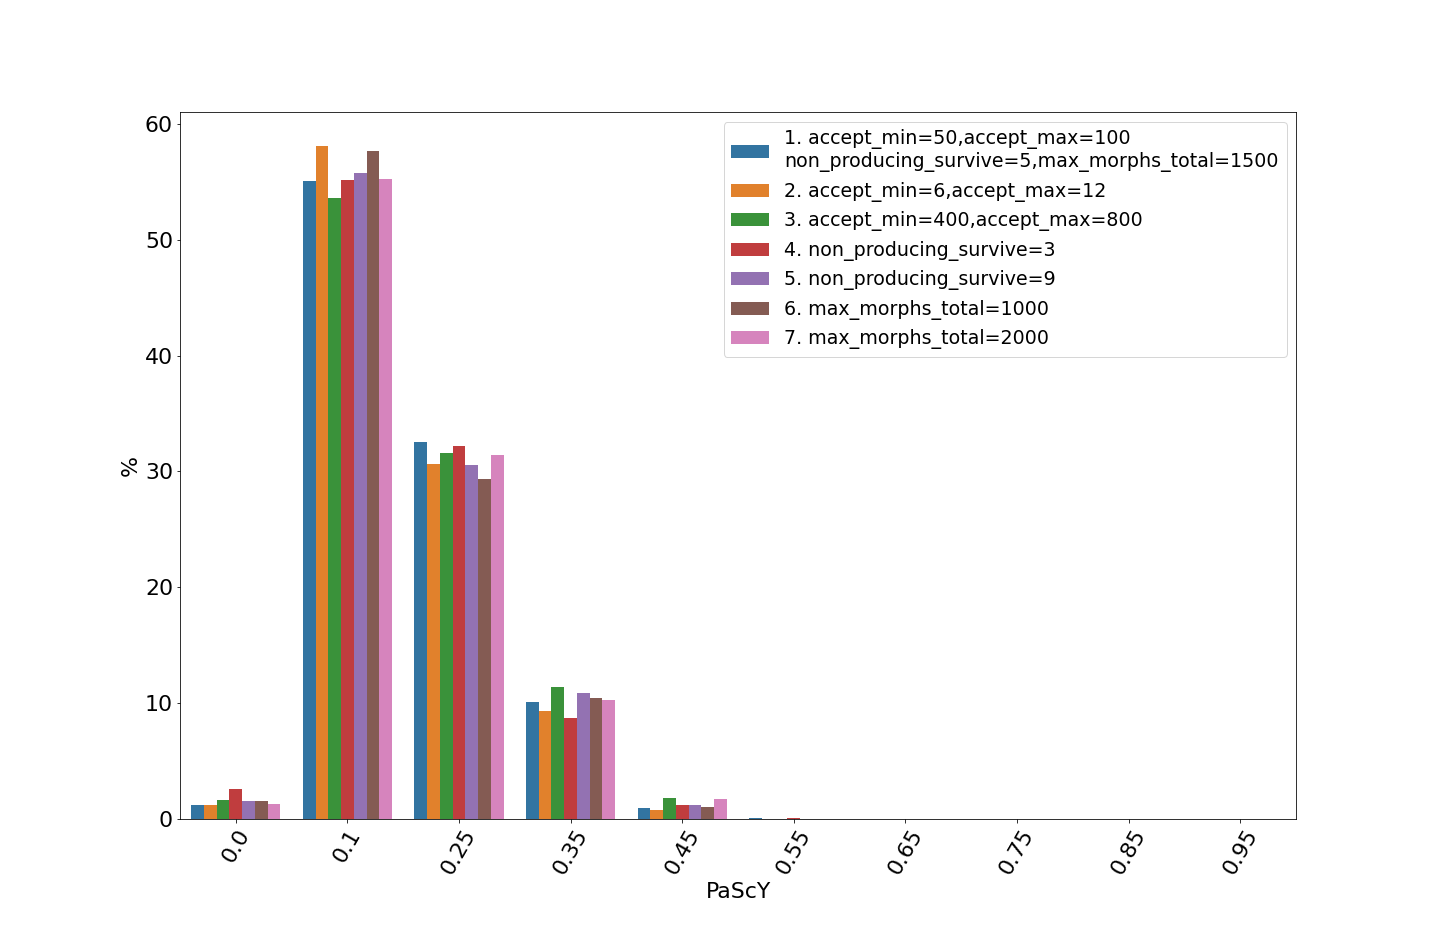 60
50
40
30
20
10
0
%
1. accept_min=50,accept_max=100
non_producing_survive=5,max_morphs_total=1500
2. accept_min=6,accept_max=12
3. accept_min=400,accept_max=800
4. non_producing_survive=3
5. non_producing_survive=9
6. max_morphs_total=1000
7. max_morphs_total=2000
0.0 0.1 0.25 0.35 0.45 0.55 0.65 0.75 0.85 0.95
PaScY